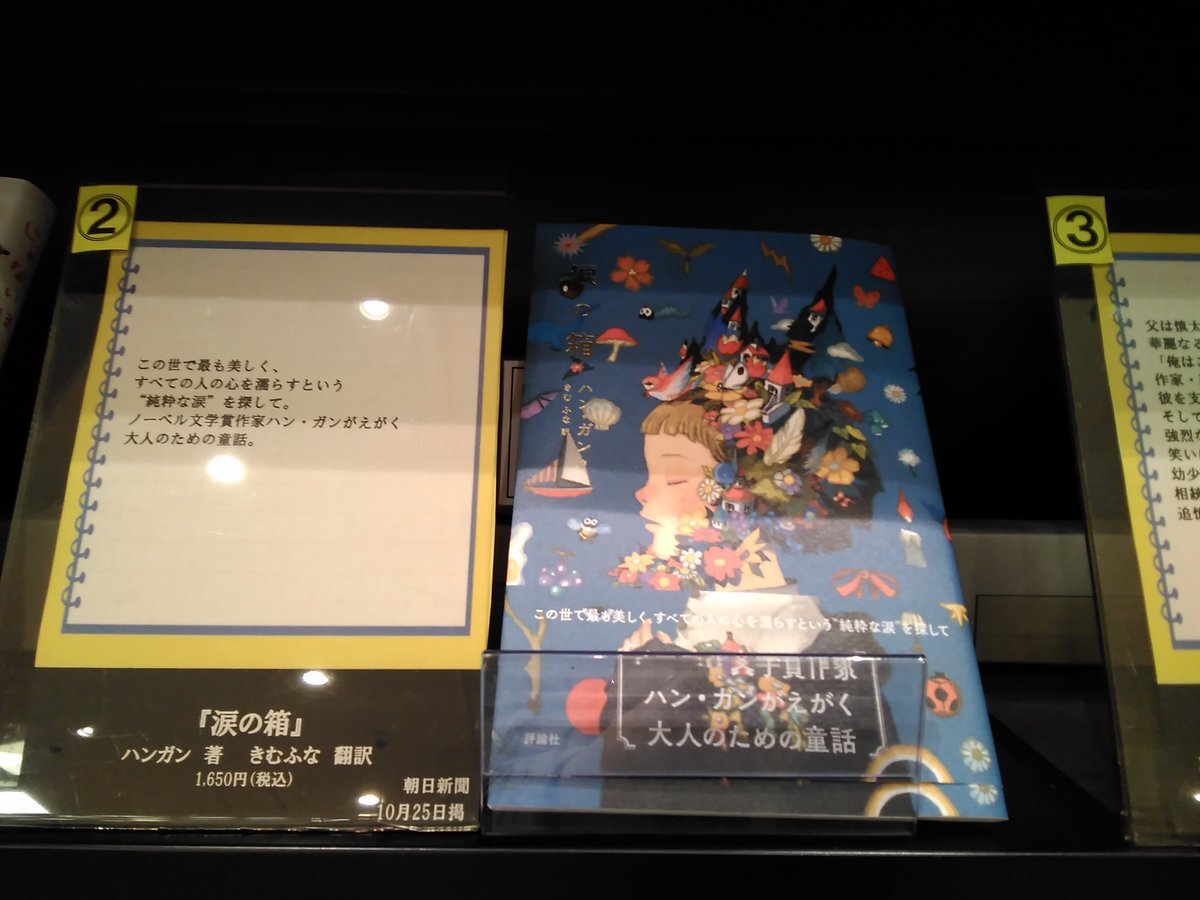 ②
この世で最も美しく、
すべての人の心を濡らすという
“純粋な涙”を探して。
ノーベル文学賞作家ハン・ガンがえがく
大人のための童話。
『涙の箱』
ハンガン 著 きむふな 翻訳
1,650円(税込)
朝日新聞
10月25日掲
涙の箱
ハン・ガン
きむふな 訳
この世で最も美しく、すべての人の心を濡らすという“純粋な涙”を探して
学賞作家
ハン・ガンがえがく
大人のための童話
評論社
③
父は慎太
華麗なる
「俺は
作家・
彼を支
そして
強烈な
笑い
幼少
相続
追憶